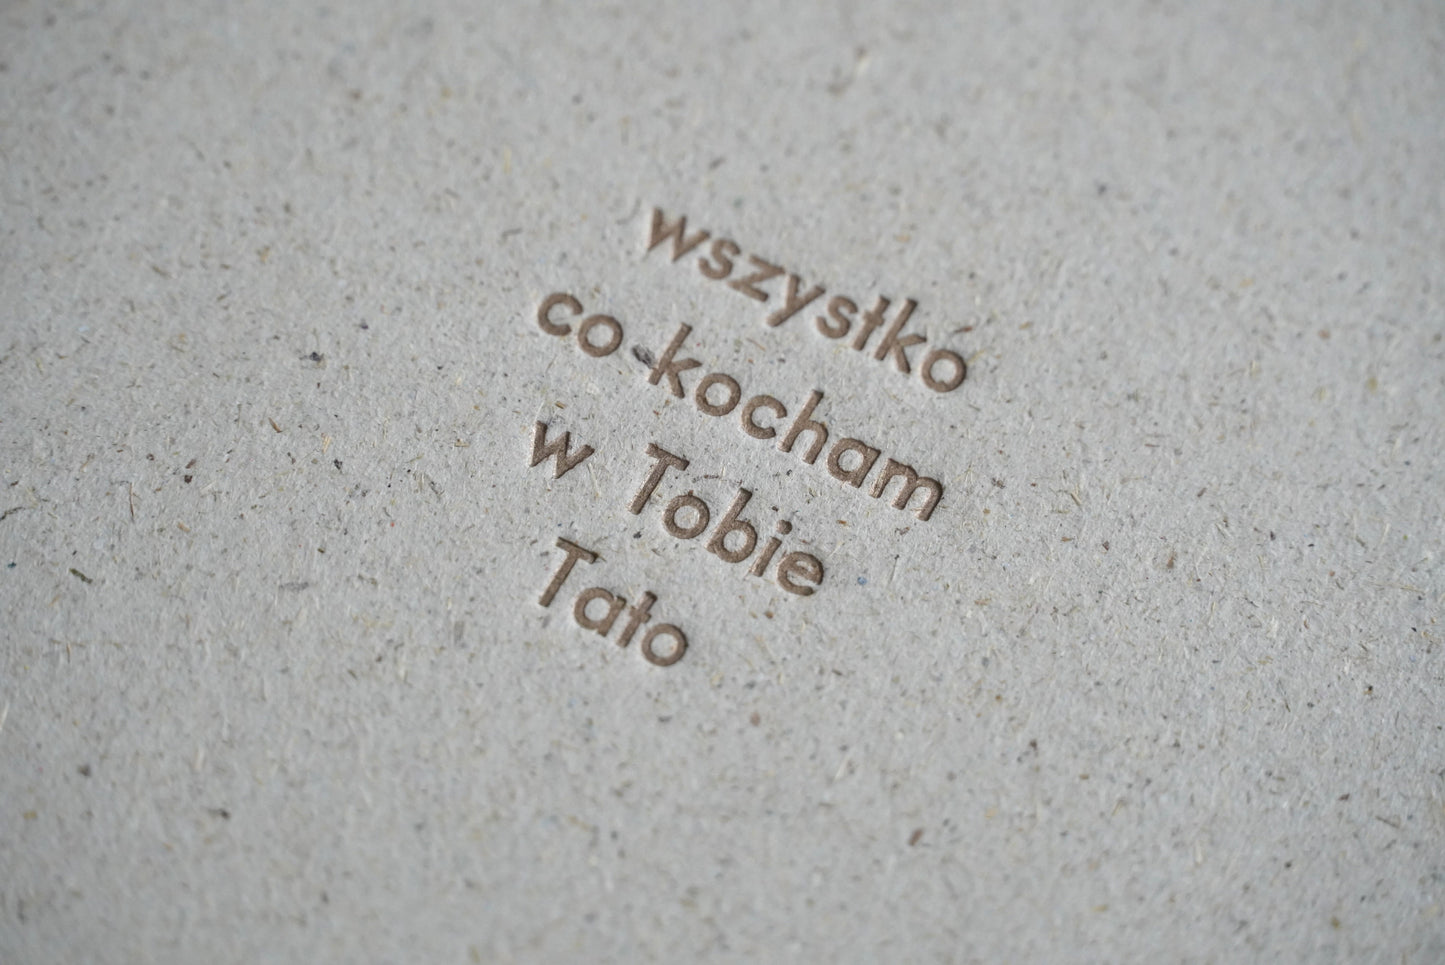 wszystko
co kocham
w Tobie
Tato